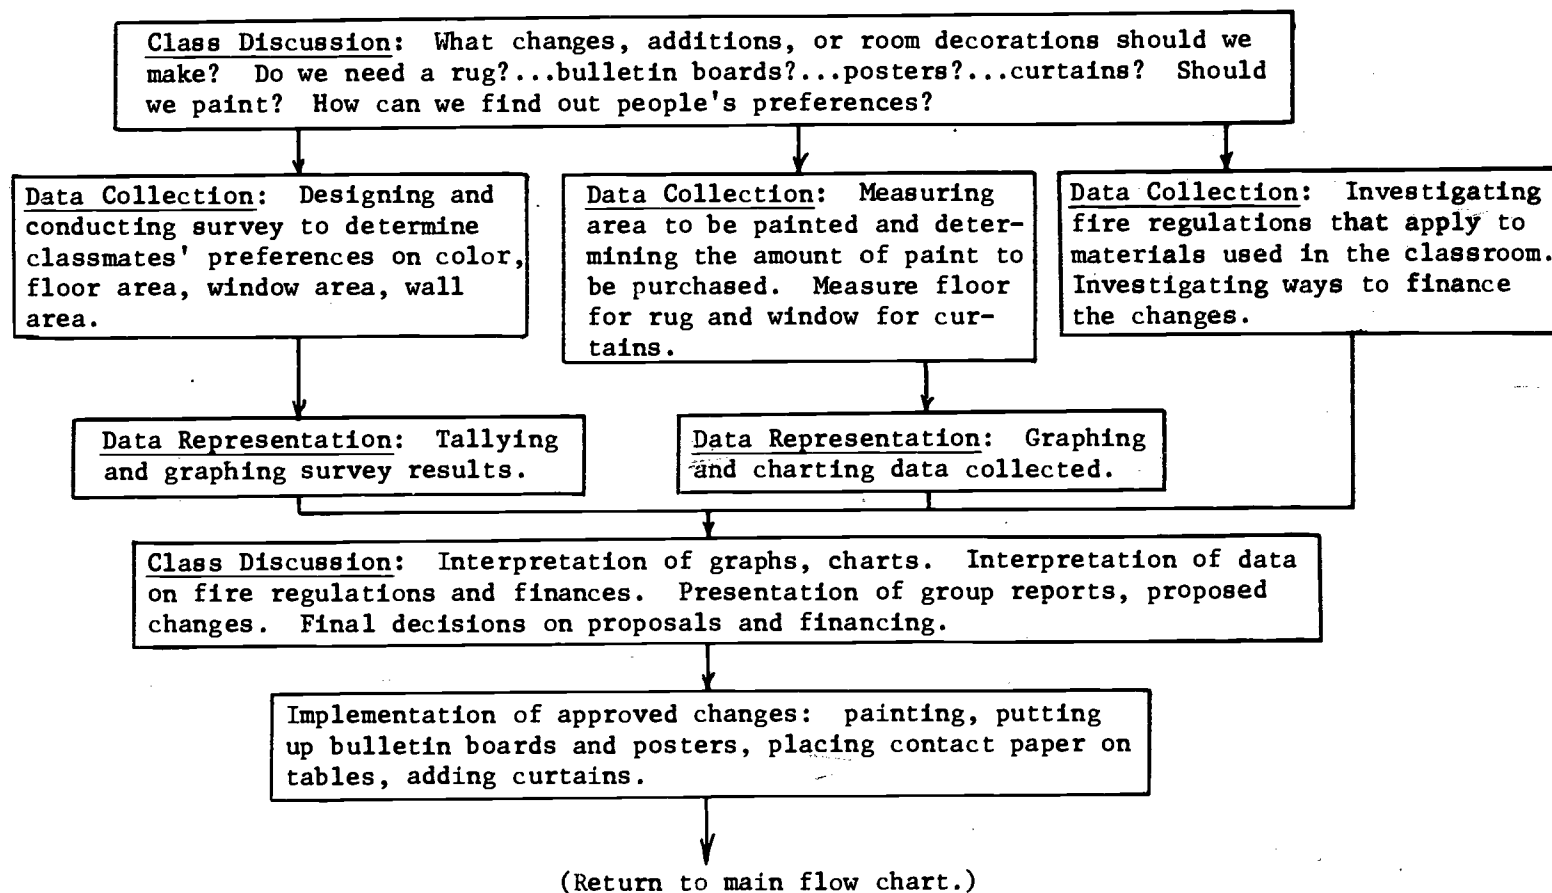 Class Discussion: What changes, additions, or room decorations should we
make? Do we need a rug?...bulletin boards?...posters?...curtains? Should
we paint? How can we find out people's preferences?
Data Collection: Designing and
conducting survey to determine
classmates' preferences on color,
floor area, window area, wall
area.
Data Collection: Measuring
area to be painted and deter-
mining the amount of paint to
be purchased. Measure floor
for rug and window for cur-
tains.
Data Collection: Investigating
fire regulations that apply to
materials used in the classroom.
Investigating ways to finance
the changes.
Data Representation: Tallying
and graphing survey results.
Data Representation: Graphing
and charting data collected.
Class Discussion: Interpretation of graphs, charts. Interpretation of data
on fire regulations and finances. Presentation of group reports, proposed
changes. Final decisions on proposals and financing.
Implementation of approved changes: painting, putting
up bulletin boards and posters, placing contact paper on
tables, adding curtains.
(Return to main flow chart.)